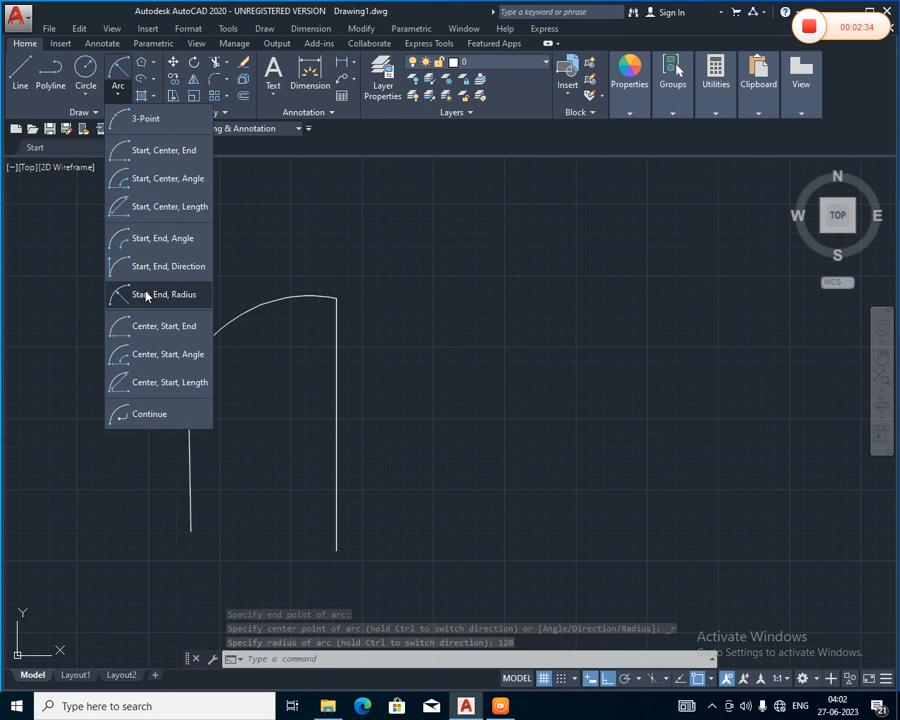 Autodesk AutoCAD 2020 - UNREGISTERED VERSION Drawing1.dwg
Type a keyword or phrase
Sign In
00:02:34
File Edit View Insert Format Tools Draw Dimension Modify Parametric Window Help Express
Home Insert Annotate Parametric View Manage Output Add-ins Collaborate Express Tools Featured Apps
0
Line Polyline Circle Arc
Text Dimension
Layer Properties
Insert
Properties Groups Utilities Clipboard View
Draw
Annotation
Layers
Block
ng & Annotation
Start
[−][Top][2D Wireframe]
3-Point
Start, Center, End
Start, Center, Angle
Start, Center, Length
Start, End, Angle
Start, End, Direction
Start, End, Radius
Center, Start, End
Center, Start, Angle
Center, Start, Length
Continue
N
W TOP E
S
WCS
Y
X
Specify end point of arc:
Specify center point of arc (hold Ctrl to switch direction) or [Angle/Direction/Radius]: _r
Specify radius of arc (hold Ctrl to switch direction): 120
Type a command
Activate Windows
Go to Settings to activate Windows.
Model Layout1 Layout2 +
MODEL
1:1
Type here to search
ENG
04:02
27-06-2023
21